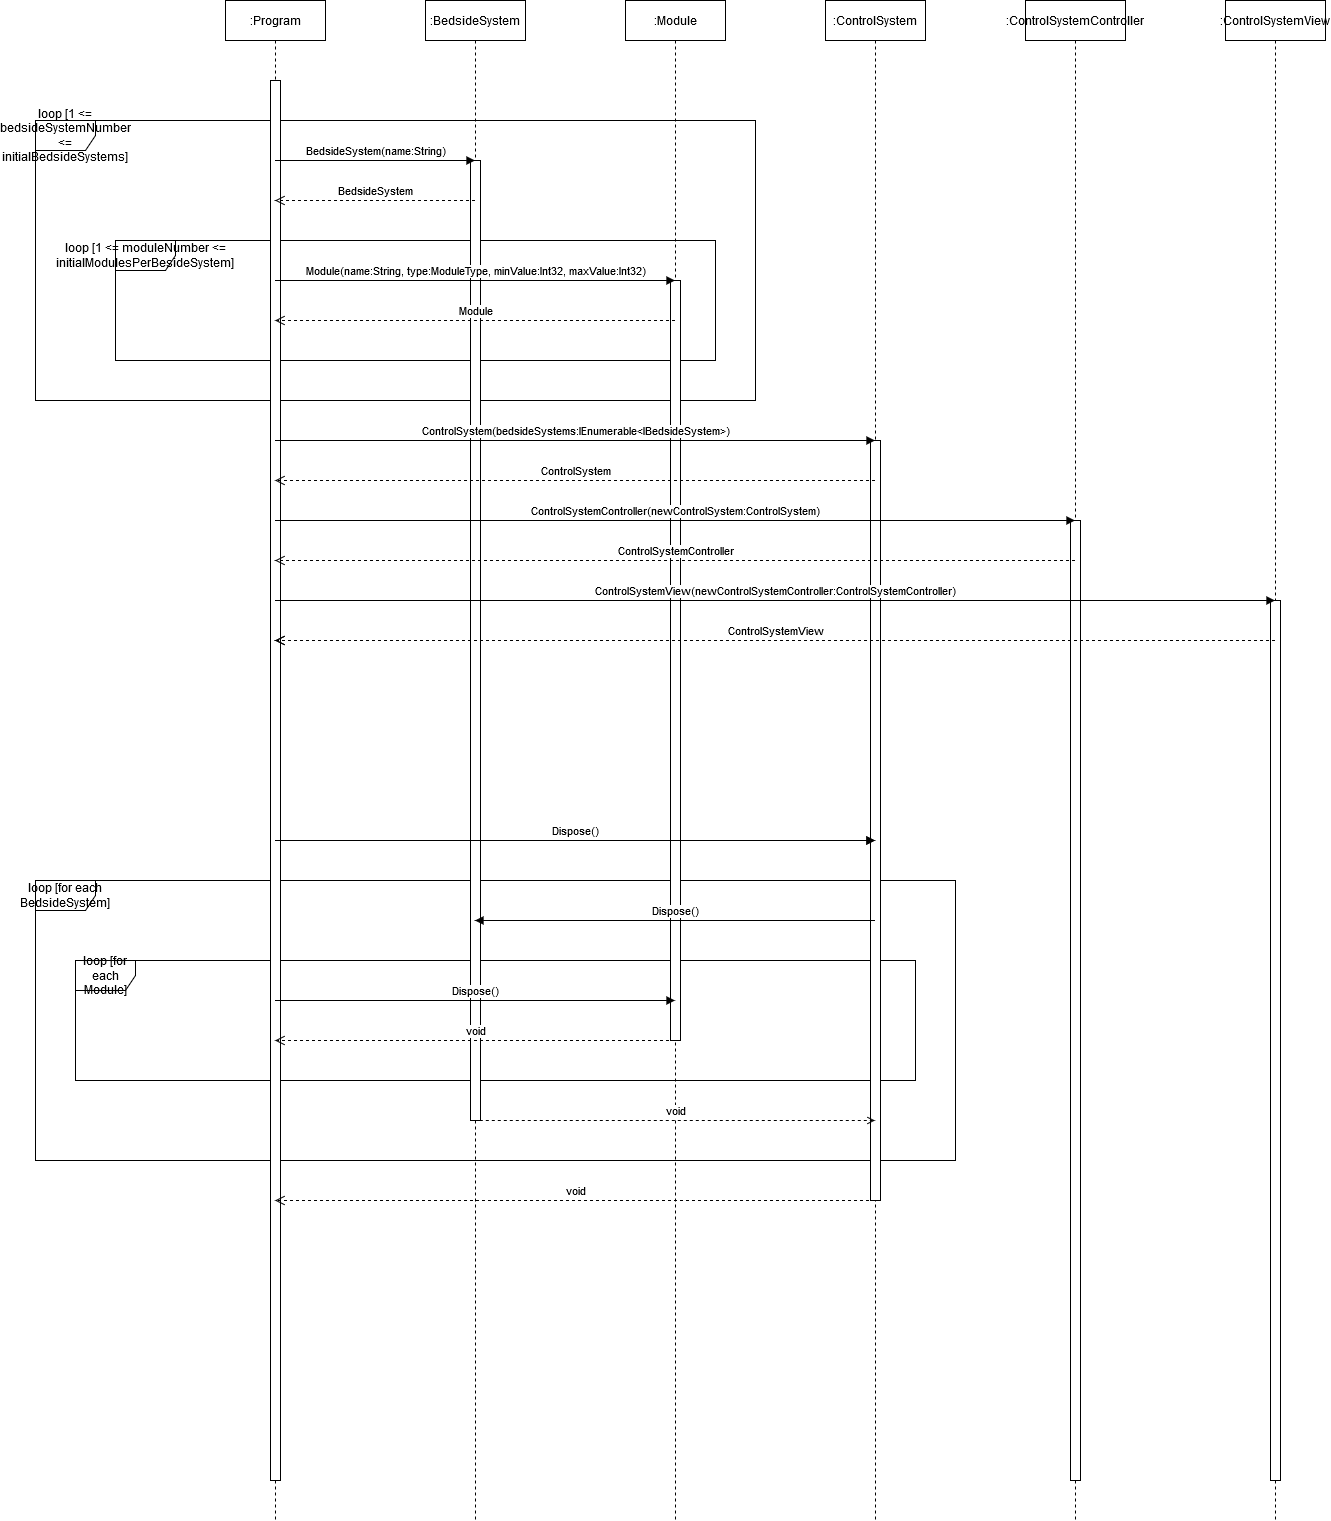 :Program
:BedsideSystem
:Module
:ControlSystem
:ControlSystemController
:ControlSystemView
loop [1 <=
bedsideSystemNumber
<=
initialBedsideSystems]
BedsideSystem(name:String)
BedsideSystem
loop [1 <= moduleNumber <=
initialModulesPerBesideSystem]
Module(name:String, type:ModuleType, minValue:Int32, maxValue:Int32)
Module
ControlSystem(bedsideSystems:IEnumerable<IBedsideSystem>)
ControlSystem
ControlSystemController(newControlSystem:ControlSystem)
ControlSystemController
ControlSystemView(newControlSystemController:ControlSystemController)
ControlSystemView
Dispose()
loop [for each
BedsideSystem]
Dispose()
loop [for
each
Module]
Dispose()
void
void
void